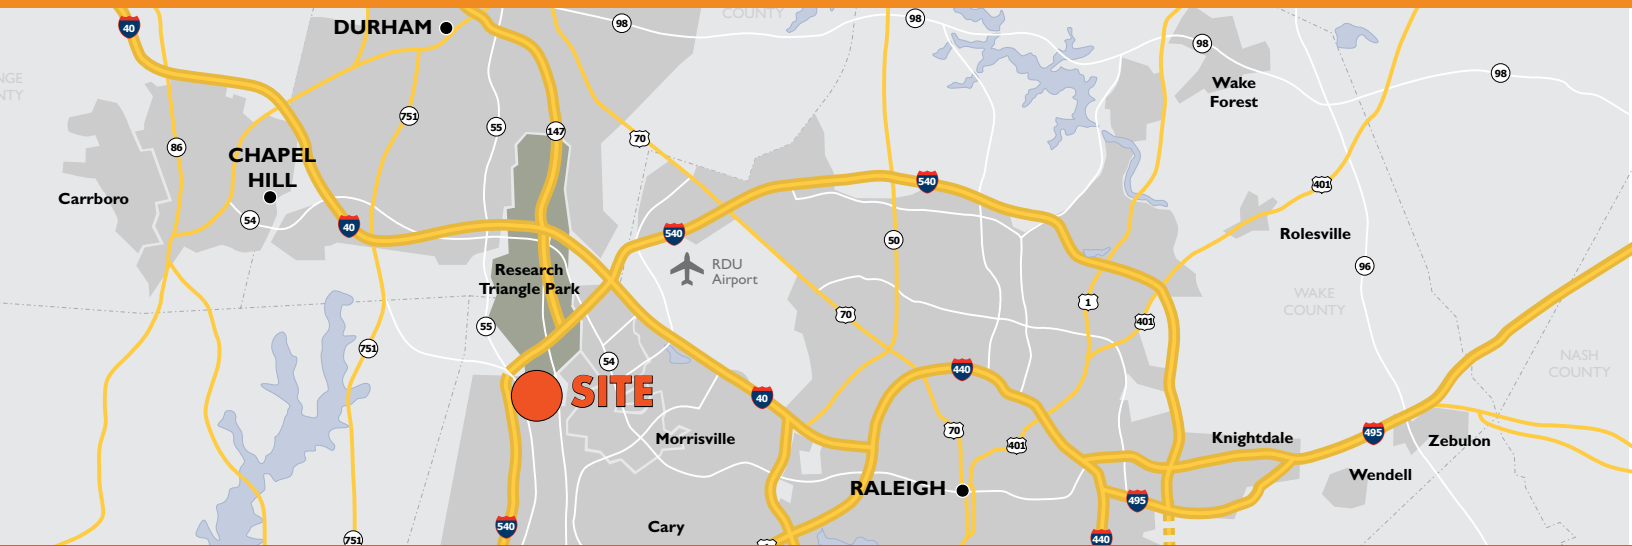 COUNTY
98
40
DURHAM
98
98
98
NTY
751
55
147
70
Wake
Forest
86
CHAPEL
HILL
Carrboro
54
40
540
540
50
401
Rolesville
96
RDU
Airport
Research
Triangle Park
55
70
1
401
WAKE
COUNTY
751
54
440
NASH
COUNTY
SITE
40
Morrisville
70
401
Knightdale
495
Zebulon
Wendell
RALEIGH
495
Cary
540
751
440